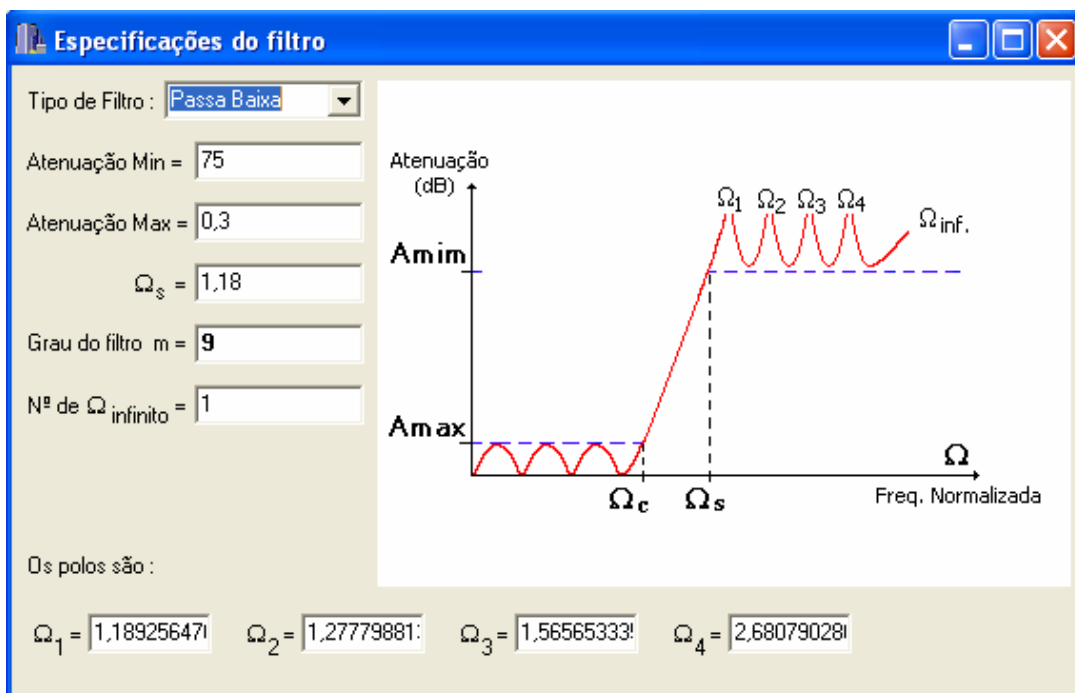 Especificações do filtro
Tipo de Filtro : Passa Baixa
Atenuação Min = 75
Atenuação Max = 0,3
Ωs = 1,18
Grau do filtro m = 9
Nº de Ω infinito = 1
Atenuação
(dB)
Amim
Amax
Ω1 Ω2 Ω3 Ω4
Ωinf.
Ωc Ωs
Ω
Freq. Normalizada
Os polos são :
Ω1 = 1,18925647 Ω2 = 1,27779881 Ω3 = 1,56565333 Ω4 = 2,68079028